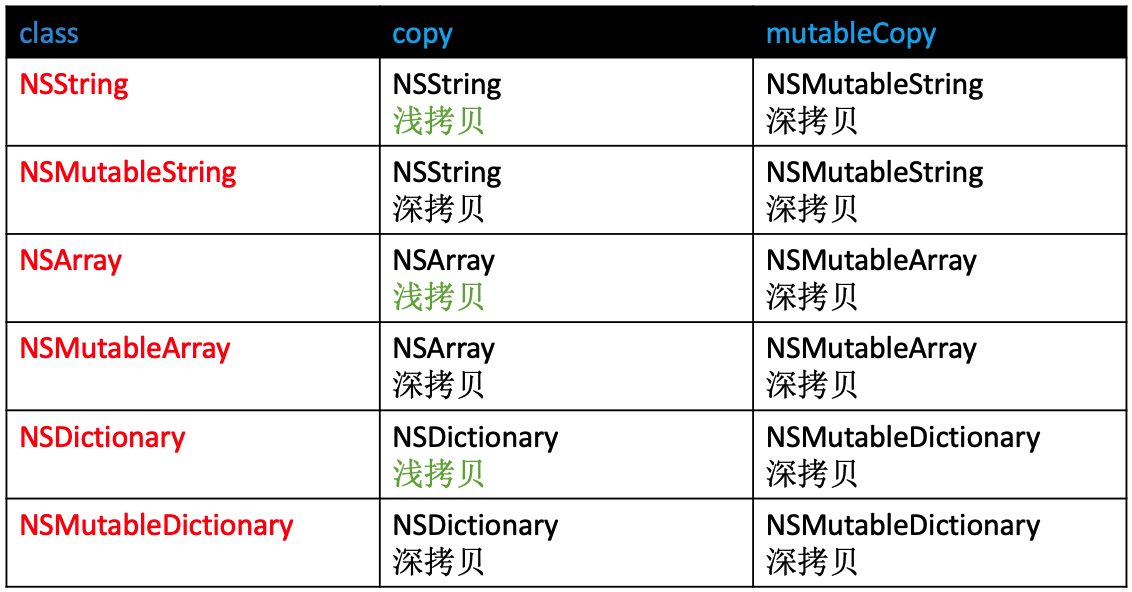 class copy mutableCopy
NSString NSString NSMutableString
浅拷贝 深拷贝
NSMutableString NSString NSMutableString
深拷贝 深拷贝
NSArray NSArray NSMutableArray
浅拷贝 深拷贝
NSMutableArray NSArray NSMutableArray
深拷贝 深拷贝
NSDictionary NSDictionary NSMutableDictionary
浅拷贝 深拷贝
NSMutableDictionary NSDictionary NSMutableDictionary
深拷贝 深拷贝